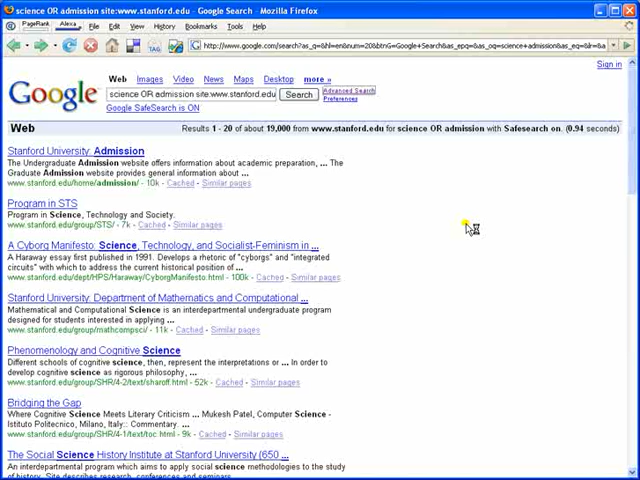 science OR admission site:www.stanford.edu - Google Search - Mozilla Firefox
PageRank Alexa File Edit View History Bookmarks Tools Help
TAG http://www.google.com/search?as_q=&hl=en&num=20&btnG=Google+Search&as_epq=&as_oq=science+admission&as_eq=&lr=&
Sign in
Google
Web Images Video News Maps Desktop more »
science OR admission site:www.stanford.edu Search Advanced Search
Preferences
Google SafeSearch is ON
Web Results 1 - 20 of about 19,000 from www.stanford.edu for science OR admission with Safesearch on. (0.94 seconds)
Stanford University: Admission
The Undergraduate Admission website offers information about academic preparation, ... The
Graduate Admission website provides general information about ...
www.stanford.edu/home/admission/ - 10k - Cached - Similar pages
Program in STS
Program in Science, Technology and Society.
www.stanford.edu/group/STS/ - 7k - Cached - Similar pages
A Cyborg Manifesto: Science, Technology, and Socialist-Feminism in ...
A Haraway essay first published in 1991. Develops a rhetoric of "cyborgs" and "integrated
circuits" with which to address the current historical position of ...
www.stanford.edu/dept/HPS/Haraway/CyborgManifesto.html - 100k - Cached - Similar pages
Stanford University: Department of Mathematics and Computational ...
Mathematical and Computational Science is an interdepartmental undergraduate program
designed for students interested in applying ...
www.stanford.edu/group/mathcompsci/ - 11k - Cached - Similar pages
Phenomenology and Cognitive Science
Different schools of cognitive science, then, represent the interpretations or ... In order to
develop cognitive science as rigorous philosophy, ...
www.stanford.edu/group/SHR/4-2/text/sharoff.html - 52k - Cached - Similar pages
Bridging the Gap
Where Cognitive Science Meets Literary Criticism ... Mukesh Patel, Computer Science -
Istituto Politecnico, Milano, Italy:: Commentary. ...
www.stanford.edu/group/SHR/4-1/text/toc.html - 9k - Cached - Similar pages
The Social Science History Institute at Stanford University (650 ...
An interdepartmental program which aims to apply social science methodologies to the study
of history. Site describes research, conferences and seminars.